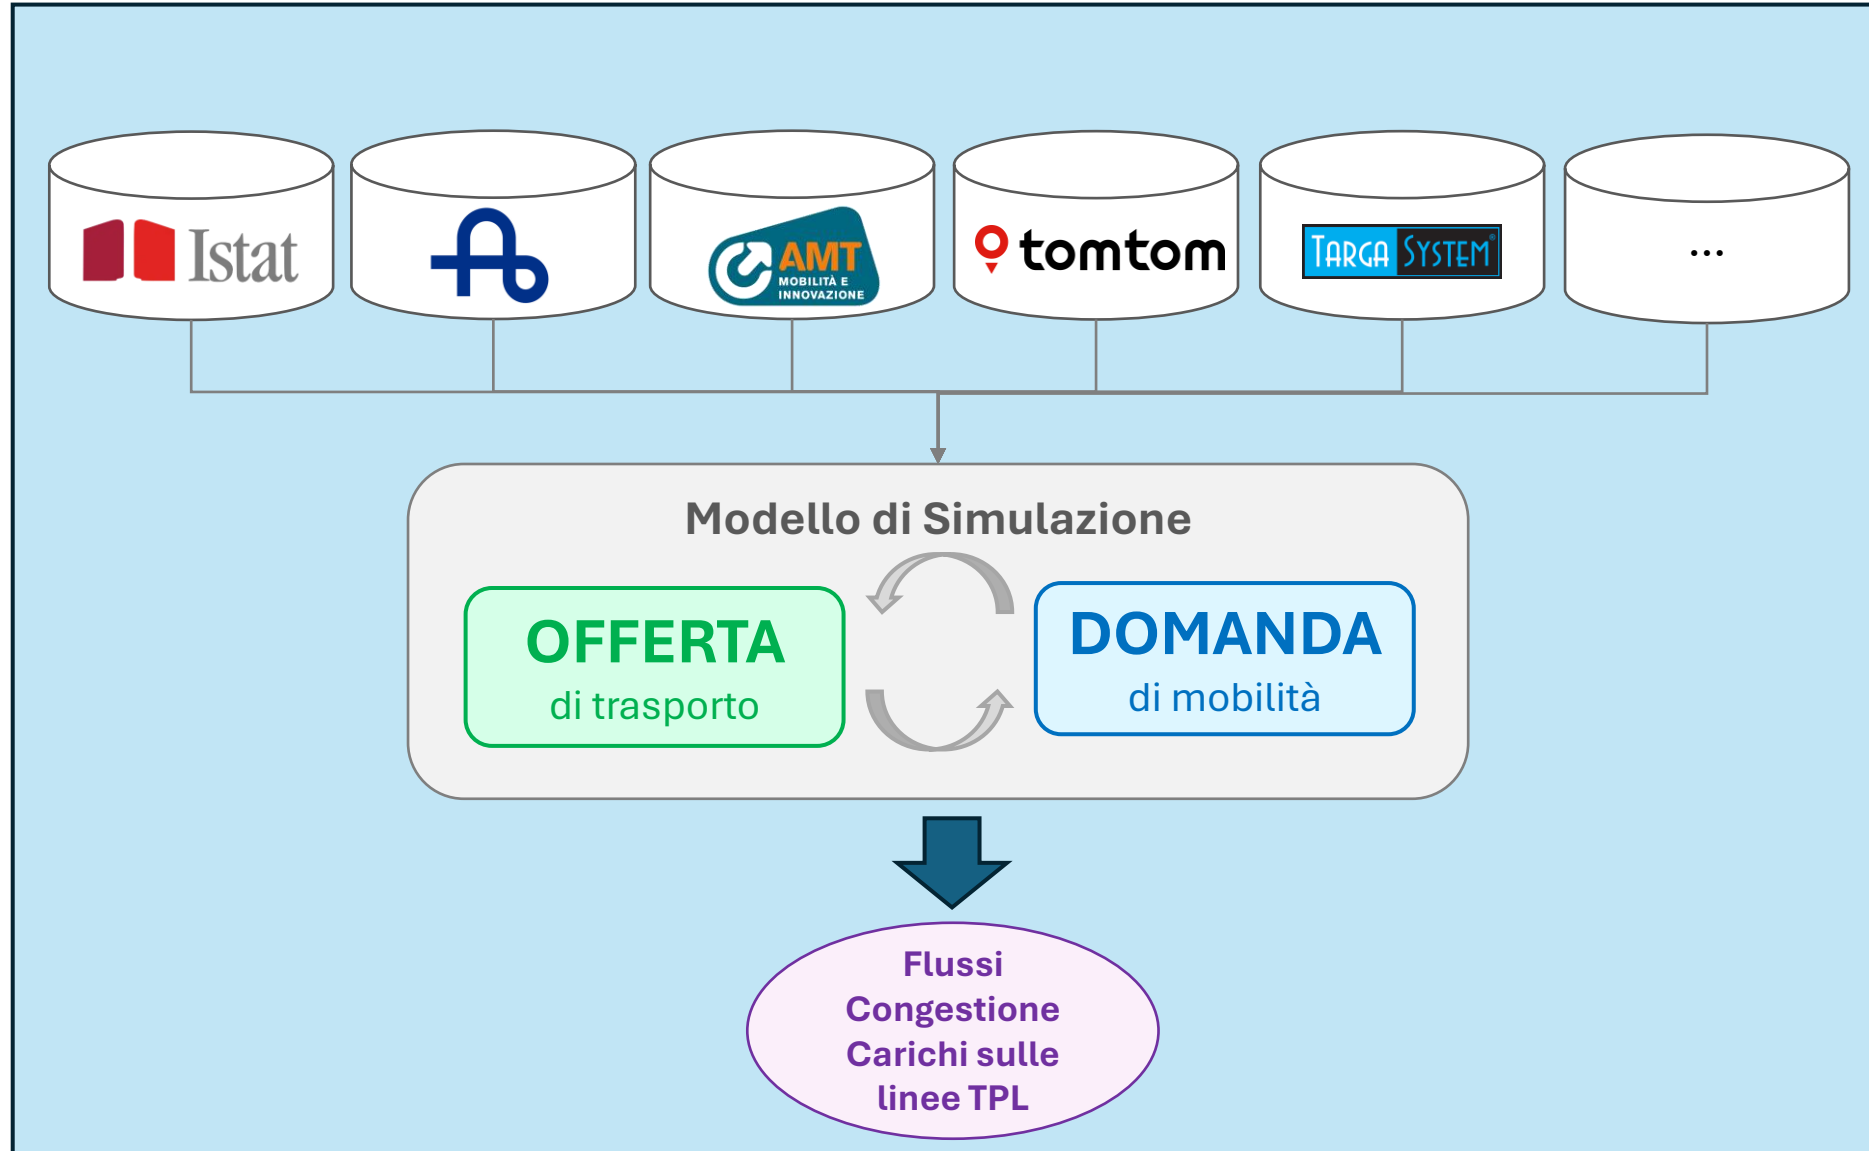 Istat
AMT
MOBILITÀ E
INNOVAZIONE
tomtom
TARGA SYSTEM®
...
Modello di Simulazione
OFFERTA
di trasporto
DOMANDA
di mobilità
Flussi
Congestione
Carichi sulle
linee TPL